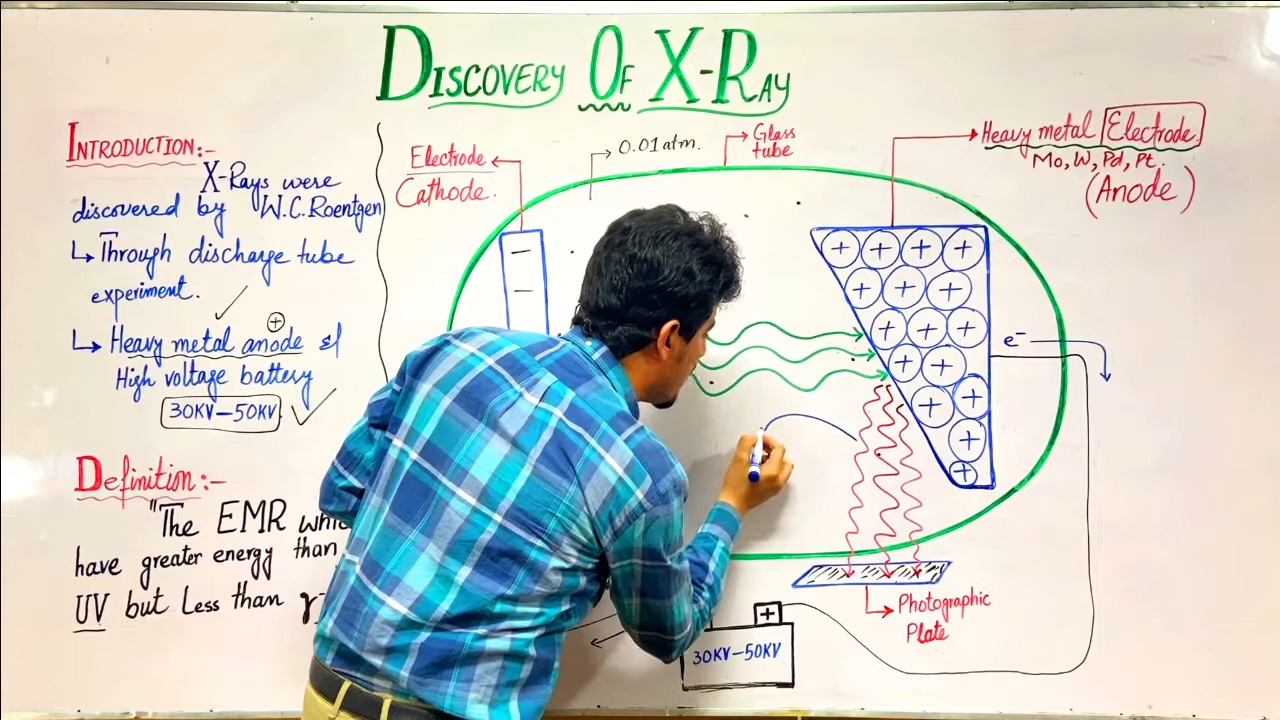 DISCOVERY OF X-RAY
INTRODUCTION:-
X-Rays were
discovered by W.C.Roentgen
↳ Through discharge tube
experiment.
↳ Heavy metal anode &
High voltage battery
30KV-50KV
Definition:-
"The EMR
have greater energy than
UV but Less than γ-
Electrode
Cathode.
0.01 atm.
Glass
tube
Heavy metal Electrode.
Mo, W, Pd, Pt.
(Anode)
e⁻
Photographic
Plate
30KV-50KV